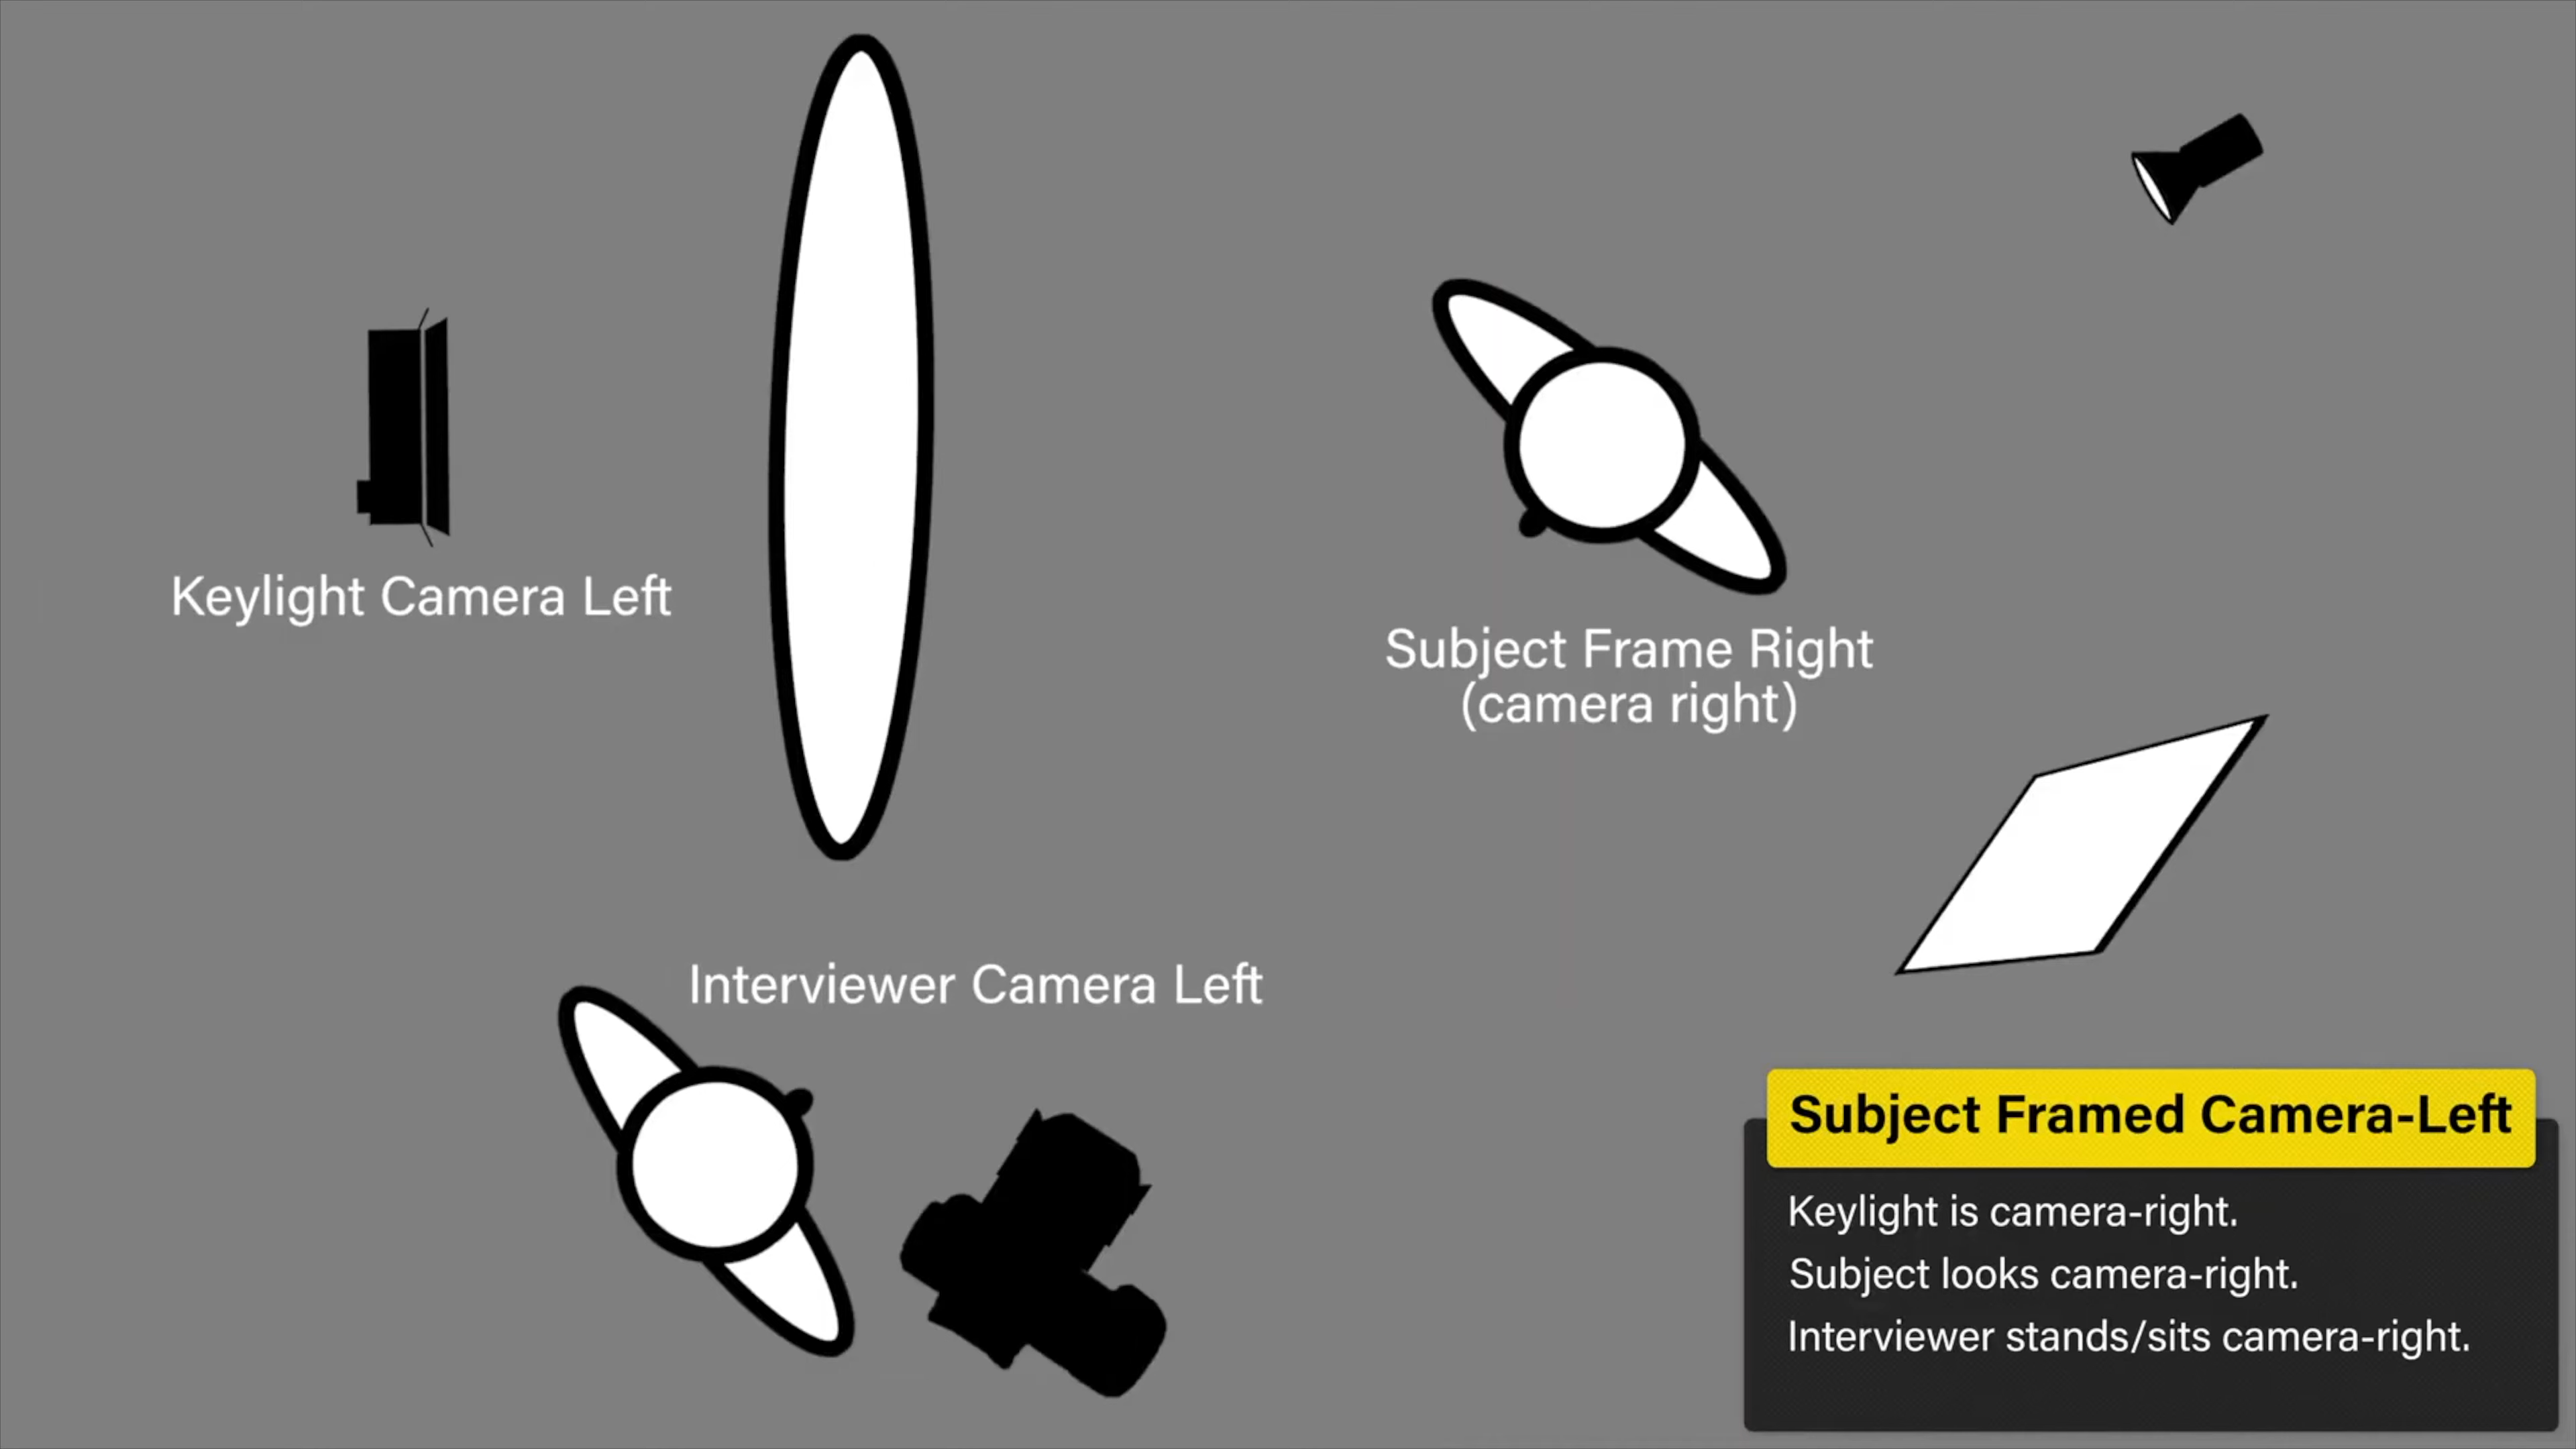 Keylight Camera Left
Subject Frame Right
(camera right)
Interviewer Camera Left
Subject Framed Camera-Left
Keylight is camera-right.
Subject looks camera-right.
Interviewer stands/sits camera-right.